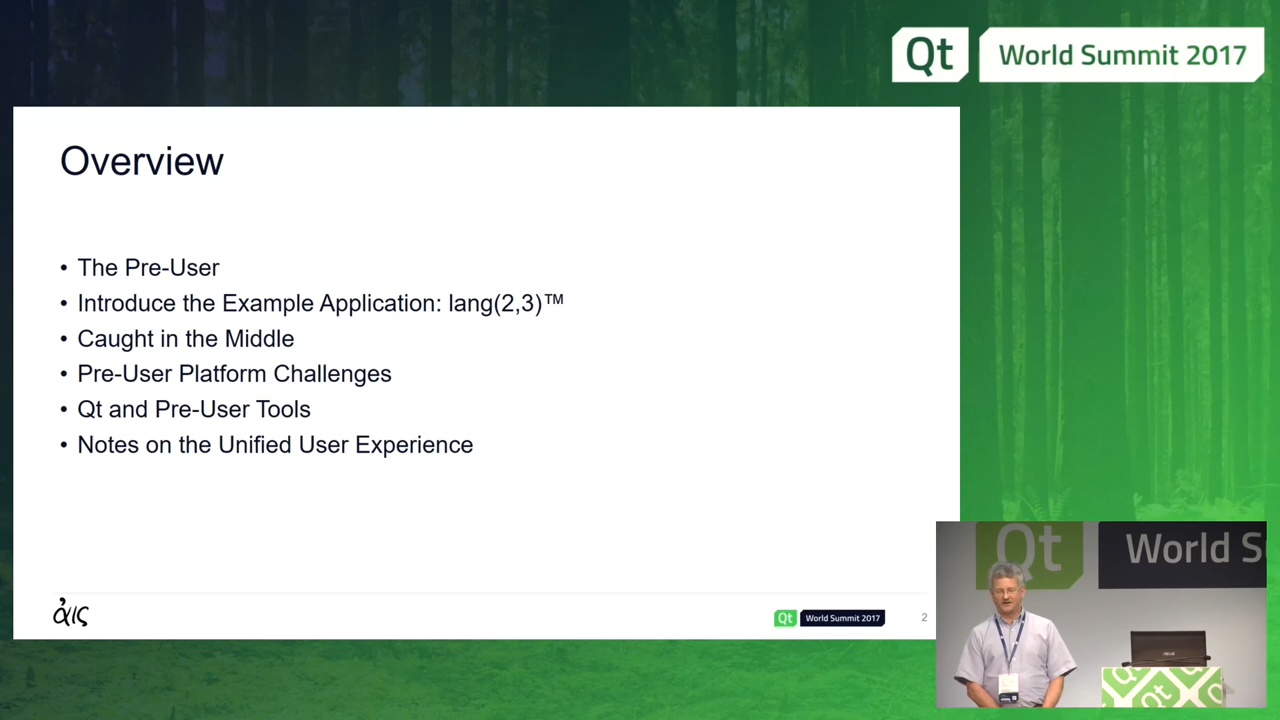 Qt World Summit 2017
Overview
• The Pre-User
• Introduce the Example Application: lang(2,3)™
• Caught in the Middle
• Pre-User Platform Challenges
• Qt and Pre-User Tools
• Notes on the Unified User Experience
ἀις
Qt World Summit 2017
2
Qt World S
ASUS
Qt